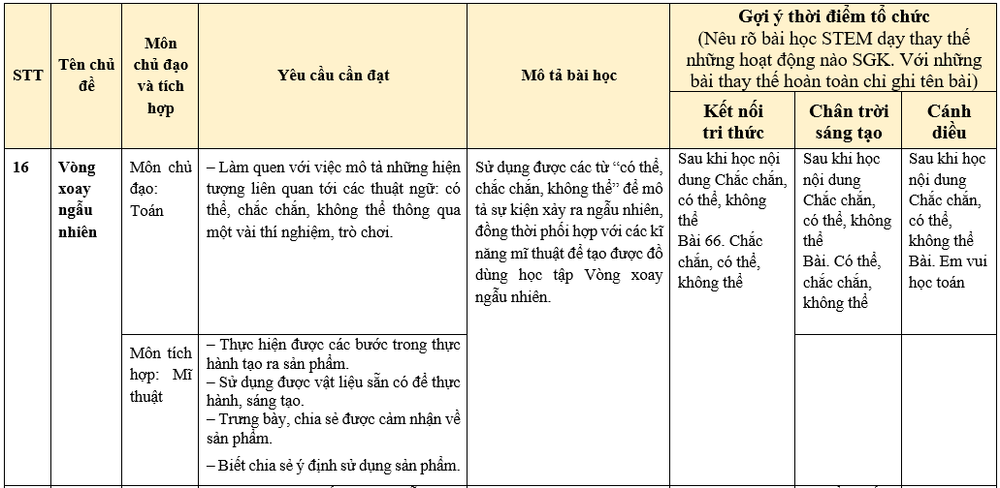 STT
Tên chủ
đề
Môn
chủ đạo
và tích
hợp
Yêu cầu cần đạt
Mô tả bài học
Gợi ý thời điểm tổ chức
(Nêu rõ bài học STEM dạy thay thế
những hoạt động nào SGK. Với những
bài thay thế hoàn toàn chỉ ghi tên bài)
Kết nối
tri thức
Chân trời
sáng tạo
Cánh
diều
16
Vòng
xoay
ngẫu
nhiên
Môn chủ
đạo:
Toán
– Làm quen với việc mô tả những hiện
tượng liên quan tới các thuật ngữ: có
thể, chắc chắn, không thể thông qua
một vài thí nghiệm, trò chơi.
Sử dụng được các từ “có thể,
chắc chắn, không thể” để mô
tả sự kiện xảy ra ngẫu nhiên,
đồng thời phối hợp với các kĩ
năng mĩ thuật để tạo được đồ
dùng học tập Vòng xoay
ngẫu nhiên.
Sau khi học nội
dung Chắc chắn,
có thể, không
thể
Bài 66. Chắc
chắn, có thể,
không thể
Sau khi học
nội dung
Chắc chắn,
có thể, không
thể
Bài. Có thể,
chắc chắn,
không thể
Sau khi học
nội dung
Chắc chắn,
có thể,
không thể
Bài. Em vui
học toán
Môn tích
hợp: Mĩ
thuật
– Thực hiện được các bước trong thực
hành tạo ra sản phẩm.
– Sử dụng được vật liệu sẵn có để thực
hành, sáng tạo.
– Trưng bày, chia sẻ được cảm nhận về
sản phẩm.
– Biết chia sẻ ý định sử dụng sản phẩm.